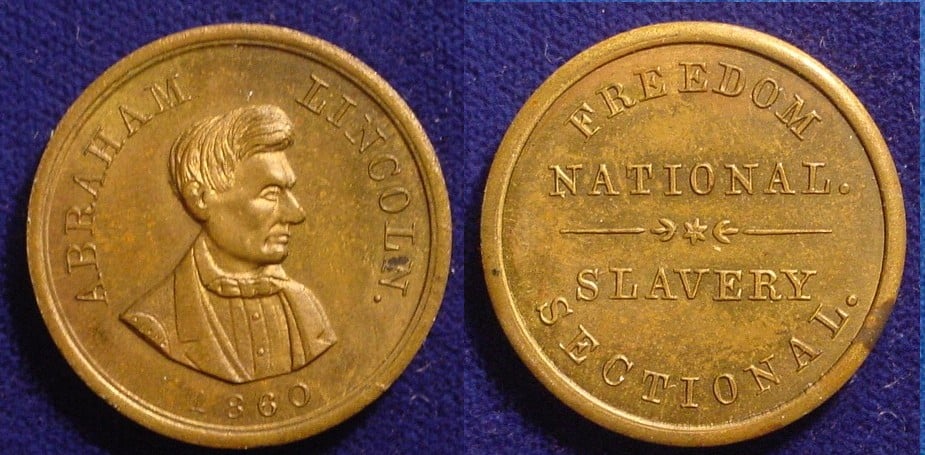 ABRAHAM LINCOLN.
1860
FREEDOM
NATIONAL.
SLAVERY
SECTIONAL.